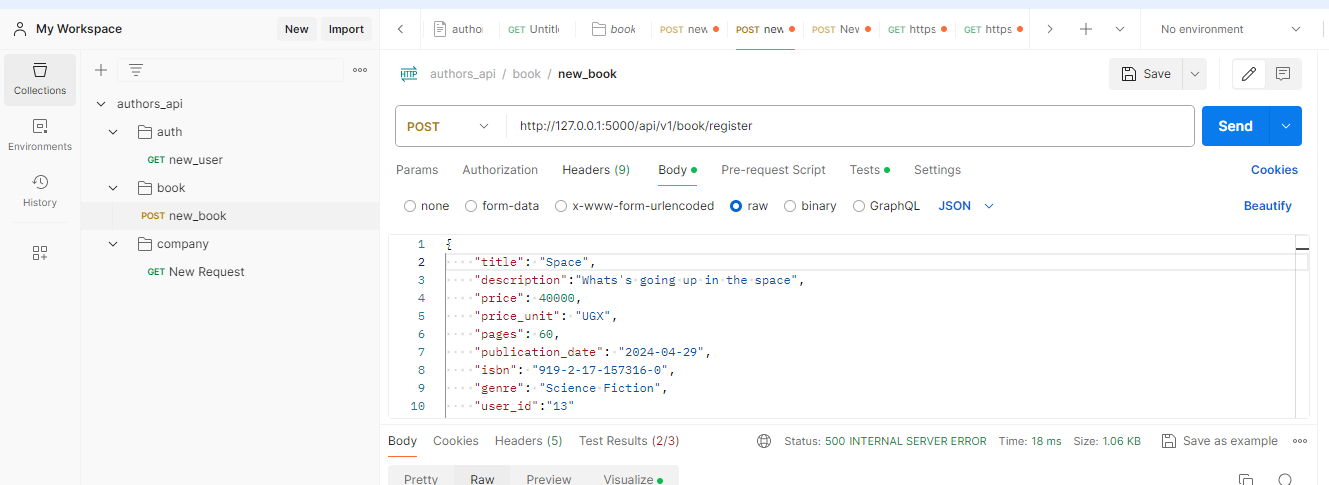 My Workspace
New
Import
autho
GET Untitl
book
POST new
POST new
POST New
GET https
GET https
No environment
Collections
Environments
History
authors_api
auth
GET new_user
book
POST new_book
company
GET New Request
HTTP authors_api / book / new_book
Save
POST
http://127.0.0.1:5000/api/v1/book/register
Send
Params
Authorization
Headers (9)
Body
Pre-request Script
Tests
Settings
Cookies
none
form-data
x-www-form-urlencoded
raw
binary
GraphQL
JSON
Beautify
1 {
2 "title": "Space",
3 "description":"Whats's going up in the space",
4 "price": 40000,
5 "price_unit": "UGX",
6 "pages": 60,
7 "publication_date": "2024-04-29",
8 "isbn": "919-2-17-157316-0",
9 "genre": "Science Fiction",
10 "user_id":"13"
Body
Cookies
Headers (5)
Test Results (2/3)
Status: 500 INTERNAL SERVER ERROR
Time: 18 ms
Size: 1.06 KB
Save as example
Pretty
Raw
Preview
Visualize